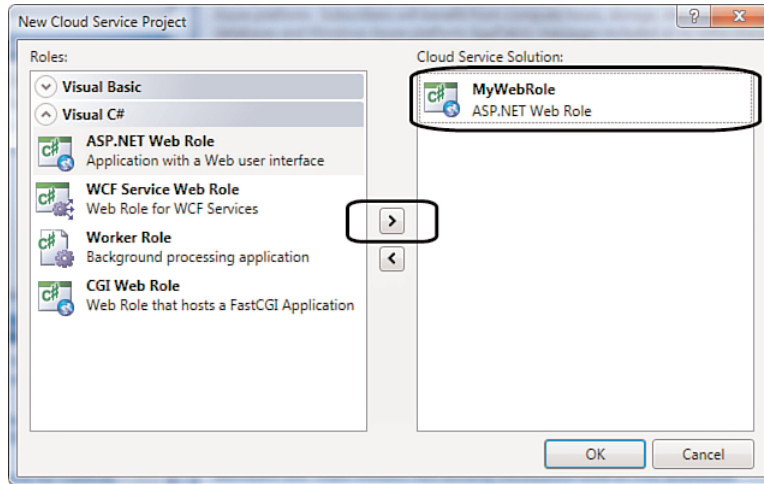 New Cloud Service Project
Roles:
Visual Basic
Visual C#
ASP.NET Web Role
Application with a Web user interface
WCF Service Web Role
Web Role for WCF Services
Worker Role
Background processing application
CGI Web Role
Web Role that hosts a FastCGI Application
>
<
Cloud Service Solution:
MyWebRole
ASP.NET Web Role
OK
Cancel